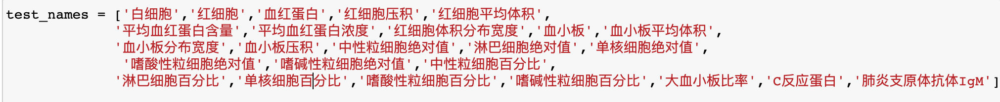 test_names = ['白细胞','红细胞','血红蛋白','红细胞压积','红细胞平均体积',
'平均血红蛋白含量','平均血红蛋白浓度','红细胞体积分布宽度','血小板','血小板平均体积',
'血小板分布宽度','血小板压积','中性粒细胞绝对值','淋巴细胞绝对值','单核细胞绝对值',
'嗜酸性粒细胞绝对值','嗜碱性粒细胞绝对值','中性粒细胞百分比',
'淋巴细胞百分比','单核细胞百分比','嗜酸性粒细胞百分比','嗜碱性粒细胞百分比','大血小板比率','C反应蛋白','肺炎支原体抗体IgM']